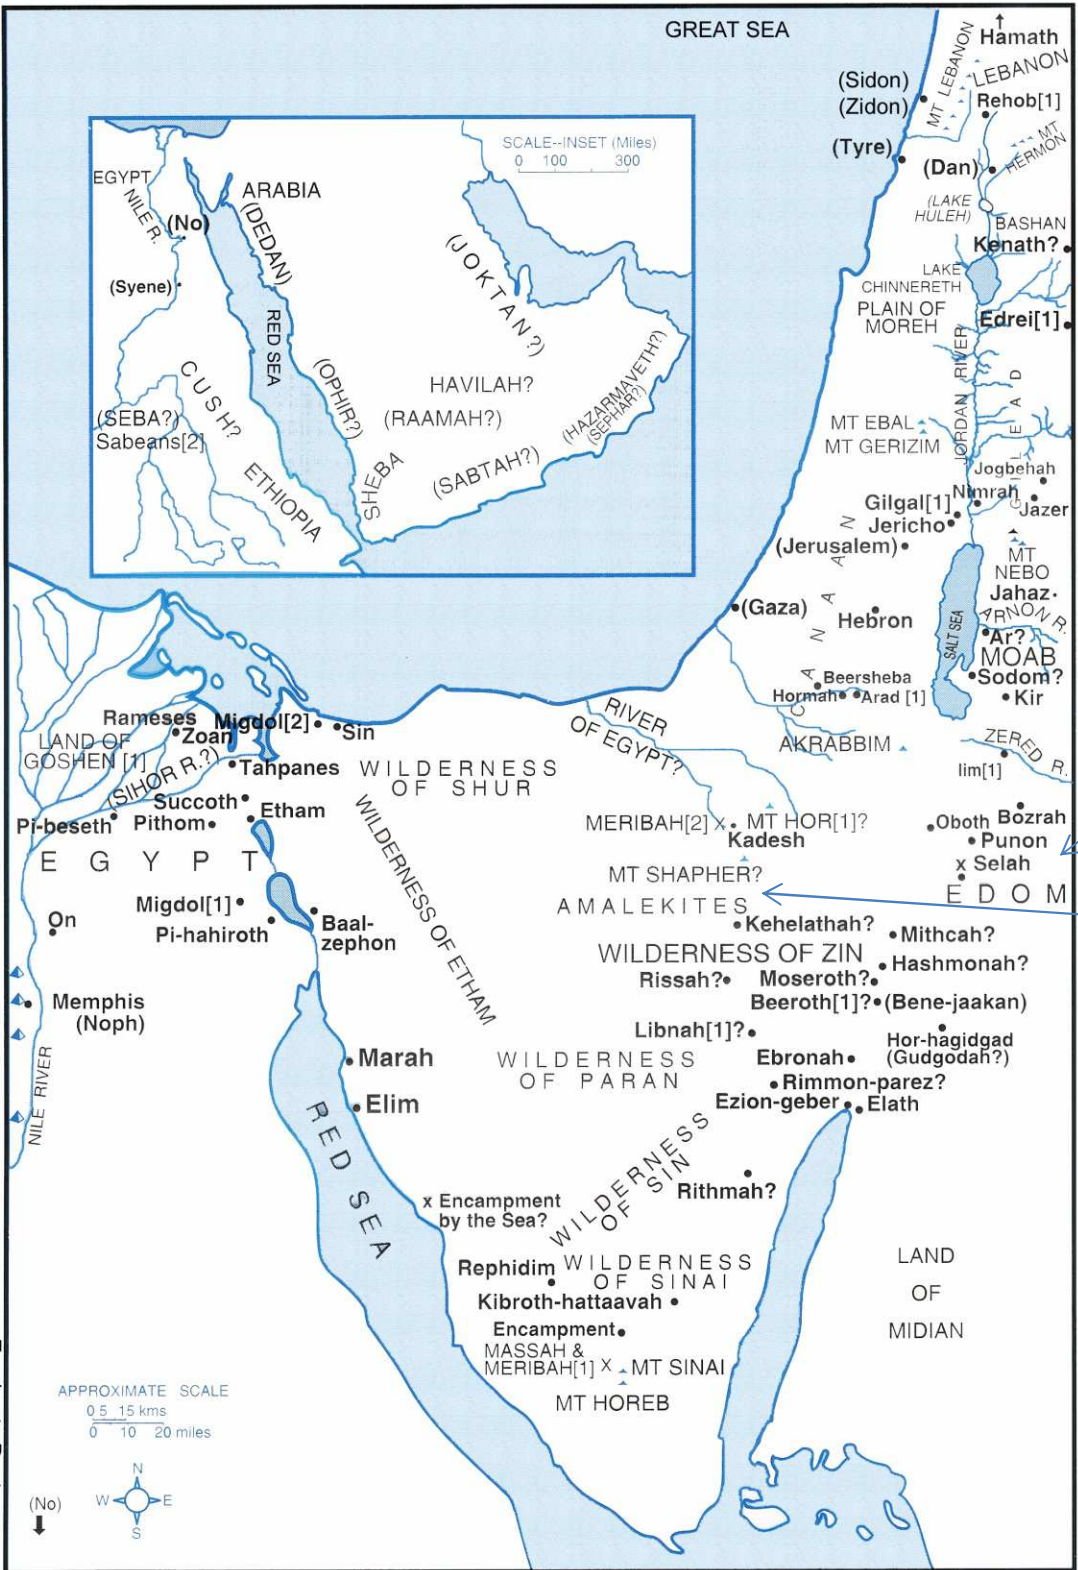 GREAT SEA
Hamath
MT LEBANON
LEBANON
(Sidon)
(Zidon)
Rehob[1]
(Tyre)
MT
HERMON
(Dan)
(LAKE
HULEH)
BASHAN
Kenath?
LAKE
CHINNERETH
PLAIN OF
MOREH
Edrei[1]
JORDAN RIVER
GILEAD
MT EBAL
MT GERIZIM
Jogbehah
Nimrah
Jazer
Gilgal[1]
Jericho
(Jerusalem)
MT
NEBO
Jahaz
CANAAN
(Gaza)
Hebron
SALT SEA
ARNON R.
Ar?
MOAB
Sodom?
Kir
Beersheba
Hormah
Arad [1]
AKRABBIM
ZERED R.
Iim[1]
SCALE--INSET (Miles)
0 100 300
EGYPT
NILE R.
ARABIA
(No)
(DEDAN)
(Syene)
RED SEA
(JOKTAN?)
CUSH?
(OPHIR?)
HAVILAH?
(RAAMAH?)
(HAZARMAVETH?)
(SEPHAR?)
(SEBA?)
Sabeans[2]
ETHIOPIA
SHEBA
(SABTAH?)
Rameses
Zoan
Migdol[2]
Sin
LAND OF
GOSHEN [1]
(SIHOR R.?)
Tahpanes
WILDERNESS
OF SHUR
RIVER
OF EGYPT?
Succoth
Etham
Pi-beseth
Pithom
EGYPT
WILDERNESS OF ETHAM
MERIBAH[2] x
MT HOR[1]?
Kadesh
MT SHAPHER?
AMALEKITES
Oboth
Bozrah
Punon
x Selah
EDOM
Migdol[1]
On
Pi-hahiroth
Baal-
zephon
Kehelathah?
Mithcah?
WILDERNESS OF ZIN
Hashmonah?
Rissah?
Moseroth?
Beeroth[1]?
(Bene-jaakan)
Memphis
(Noph)
Libnah[1]?
Hor-hagidgad
(Gudgodah?)
Marah
WILDERNESS
OF PARAN
Ebronah
Rimmon-parez?
Elim
Ezion-geber
Elath
NILE RIVER
RED SEA
WILDERNESS
OF SIN
Rithmah?
x Encampment
by the Sea?
Rephidim
WILDERNESS
OF SINAI
Kibroth-hattaavah
Encampment
MASSAH &
MERIBAH[1] x
MT SINAI
MT HOREB
LAND
OF
MIDIAN
APPROXIMATE SCALE
0 5 15 kms
0 10 20 miles
N
W E
S
(No)